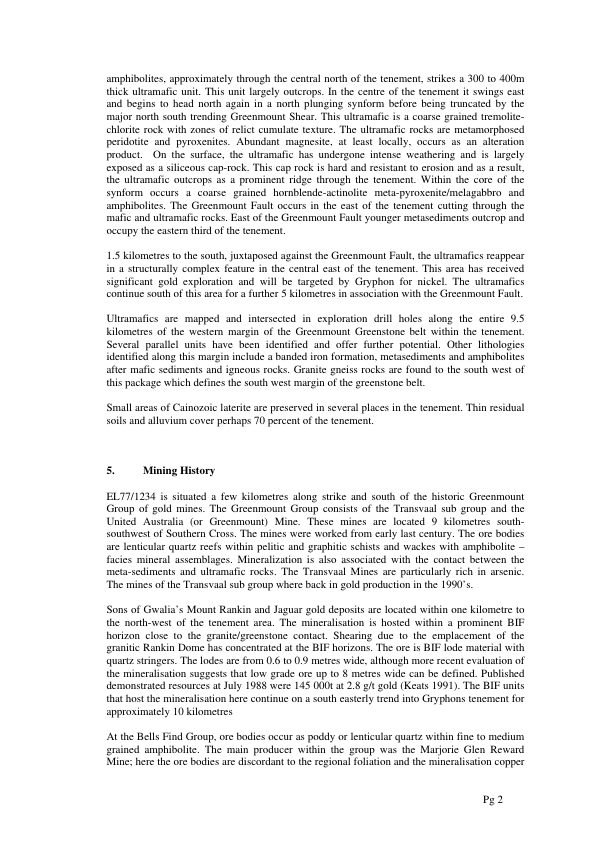 amphibolites, approximately through the central north of the tenement, strikes a 300 to 400m
thick ultramafic unit. This unit largely outcrops. In the centre of the tenement it swings east
and begins to head north again in a north plunging synform before being truncated by the
major north south trending Greenmount Shear. This ultramafic is a coarse grained tremolite-
chlorite rock with zones of relict cumulate texture. The ultramafic rocks are metamorphosed
peridotite and pyroxenites. Abundant magnesite, at least locally, occurs as an alteration
product.  On the surface, the ultramafic has undergone intense weathering and is largely
exposed as a siliceous cap-rock. This cap rock is hard and resistant to erosion and as a result,
the ultramafic outcrops as a prominent ridge through the tenement. Within the core of the
synform occurs a coarse grained hornblende-actinolite meta-pyroxenite/melagabbro and
amphibolites. The Greenmount Fault occurs in the east of the tenement cutting through the
mafic and ultramafic rocks. East of the Greenmount Fault younger metasediments outcrop and
occupy the eastern third of the tenement.

1.5 kilometres to the south, juxtaposed against the Greenmount Fault, the ultramafics reappear
in a structurally complex feature in the central east of the tenement. This area has received
significant gold exploration and will be targeted by Gryphon for nickel. The ultramafics
continue south of this area for a further 5 kilometres in association with the Greenmount Fault.

Ultramafics are mapped and intersected in exploration drill holes along the entire 9.5
kilometres of the western margin of the Greenmount Greenstone belt within the tenement.
Several parallel units have been identified and offer further potential. Other lithologies
identified along this margin include a banded iron formation, metasediments and amphibolites
after mafic sediments and igneous rocks. Granite gneiss rocks are found to the south west of
this package which defines the south west margin of the greenstone belt.

Small areas of Cainozoic laterite are preserved in several places in the tenement. Thin residual
soils and alluvium cover perhaps 70 percent of the tenement.

5. Mining History

EL77/1234 is situated a few kilometres along strike and south of the historic Greenmount
Group of gold mines. The Greenmount Group consists of the Transvaal sub group and the
United Australia (or Greenmount) Mine. These mines are located 9 kilometres south-
southwest of Southern Cross. The mines were worked from early last century. The ore bodies
are lenticular quartz reefs within pelitic and graphitic schists and wackes with amphibolite –
facies mineral assemblages. Mineralization is also associated with the contact between the
meta-sediments and ultramafic rocks. The Transvaal Mines are particularly rich in arsenic.
The mines of the Transvaal sub group where back in gold production in the 1990's.

Sons of Gwalia's Mount Rankin and Jaguar gold deposits are located within one kilometre to
the north-west of the tenement area. The mineralisation is hosted within a prominent BIF
horizon close to the granite/greenstone contact. Shearing due to the emplacement of the
granitic Rankin Dome has concentrated at the BIF horizons. The ore is BIF lode material with
quartz stringers. The lodes are from 0.6 to 0.9 metres wide, although more recent evaluation of
the mineralisation suggests that low grade ore up to 8 metres wide can be defined. Published
demonstrated resources at July 1988 were 145 000t at 2.8 g/t gold (Keats 1991). The BIF units
that host the mineralisation here continue on a south easterly trend into Gryphons tenement for
approximately 10 kilometres

At the Bells Find Group, ore bodies occur as poddy or lenticular quartz within fine to medium
grained amphibolite. The main producer within the group was the Marjorie Glen Reward
Mine; here the ore bodies are discordant to the regional foliation and the mineralisation copper

Pg 2